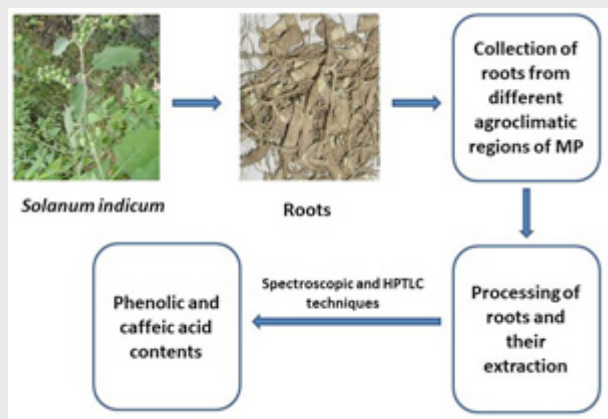 Solanum indicum
Roots
Collection of
roots from
different
agroclimatic
regions of MP
Processing of
roots and
their
extraction
Spectroscopic and HPTLC
techniques
Phenolic and
caffeic acid
contents